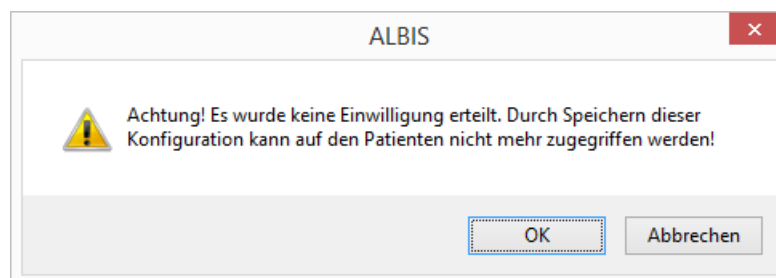 ALBIS
Achtung! Es wurde keine Einwilligung erteilt. Durch Speichern dieser
Konfiguration kann auf den Patienten nicht mehr zugegriffen werden!
OK
Abbrechen